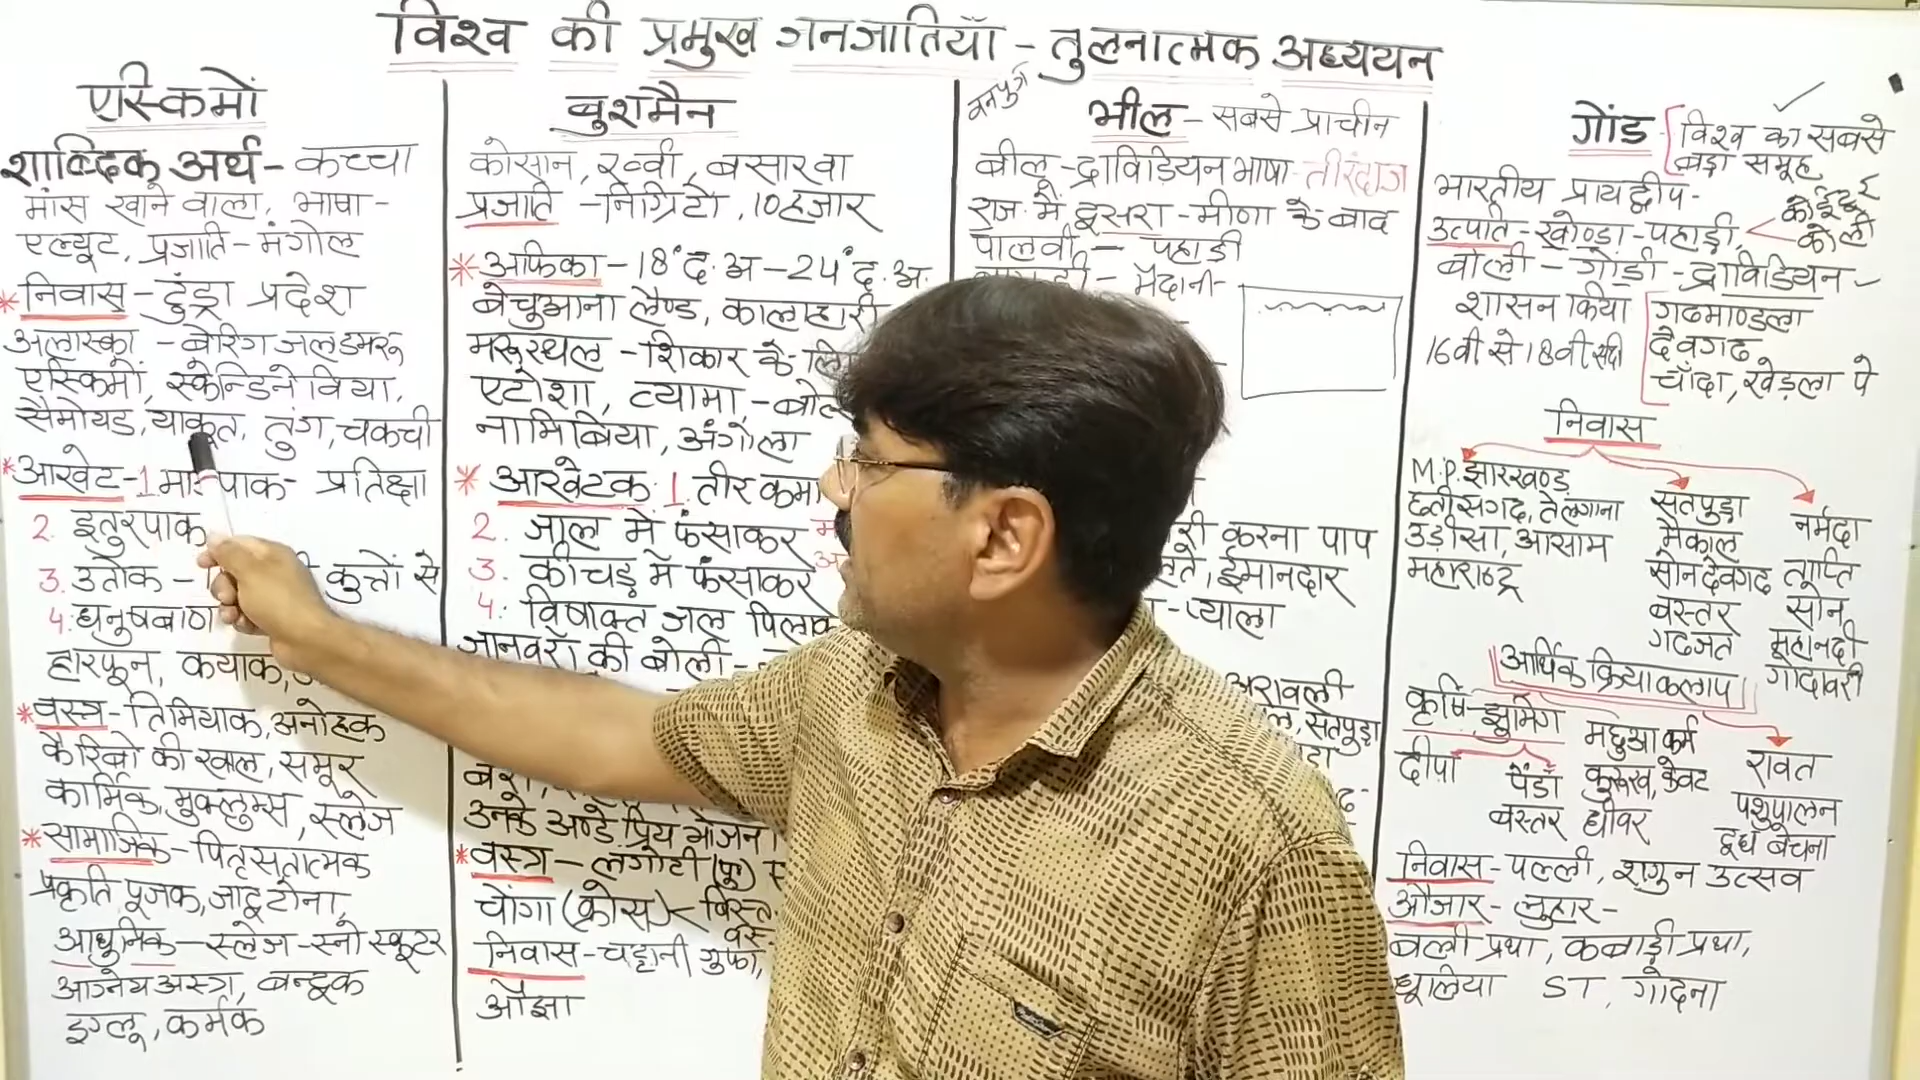 विश्व की प्रमुख जनजातियाँ - तुलनात्मक अध्ययन
एस्किमों
शाब्दिक अर्थ - कच्चा
मांस खाने वाला, भाषा -
एल्यूट, प्रजाति - मंगोल
* निवास - टुंड्रा प्रदेश
अलास्का - बेरिंग जलडमरू
एस्किमों, स्केन्डिनेविया,
सैमोयड, याकूत, तुंग, चकची
* आखेट - 1 पाक - प्रतिक्षा
2. इतुरपाक
3. उतोक - कुत्तों से
4. धनुषबाण
हारपून, कयाक,
* वस्त्र - तिमियाक, अनोहक
कैरिबो की खाल, समूर
कार्मिक, मुक्लुम्स, स्लेज
* सामाजिक - पितृसतात्मक
प्रकृति पूजक, जादू टोना,
आधुनिक - स्लेज - स्नो स्कूटर
आग्नेय अस्त्र, बन्दूक
इग्लू, कर्मक
बुशमैन
कोसान, रव्वी, बसारवा
प्रजाति - निग्रिटो, 10 हजार
* अफ्रिका - 18° द. अ - 24° द. अ.
बेचुआना लैण्ड, कालाहारी
मरूस्थल - शिकार के
एटोशा, त्यामा, -
नामिबिया, अंगोला
* आखेटक. 1. तीर
2. जाल मे फंसाकर
3. कीचड़ में फंसाकर
4. विषाक्त जल
जानवरों की बोली -
उनके अण्डे प्रिय भोजन
* वस्त्र - लंगोटी (पु)
चोंगा (क्रोस) <
निवास - चट्टानी गुफा,
ओझा
वनपुत्र
भील - सबसे प्राचीन
बील - द्राविड़ियन भाषा - तीरंदाज
राज. में दूसरा - मीणा के बाद
पालवी - पहाड़ी
- मैदानी -
करना पाप
ईमानदार
- प्याला
अरावली
सतपुड़ा
गोंड - विश्व का सबसे
बड़ा समूह
भारतीय प्रायद्वीप -
उत्पति - खोण्डा - पहाड़ी < कोईटूर
कोली
बोली - गोंडी - द्राविडियन -
शासन किया
16वी से 18वी सदी
गढमाण्डला
देवगढ
चाँदा, खेड़ला पे
निवास
M.P. झारखण्ड
छतीसगढ, तेलंगाना
उड़ीसा, आसाम
महाराष्ट्र
सतपुड़ा
मैकाल
सोन देवगढ
बस्तर
गढजत
नर्मदा
ताप्ति
सोन,
महानदी
गोदावरी
आर्थिक क्रियाकलाप
कृषि - झूमिंग
दीपा
पेंडा
बस्तर
मछुआ कर्म
कुरूख, केवट
धीवर
रावत
पशुपालन
दूध बेचना
निवास - पल्ली, शगुन उत्सव
औजार - लुहार -
बली प्रथा, कबाड़ी प्रथा,
धूलिया ST, गोदना